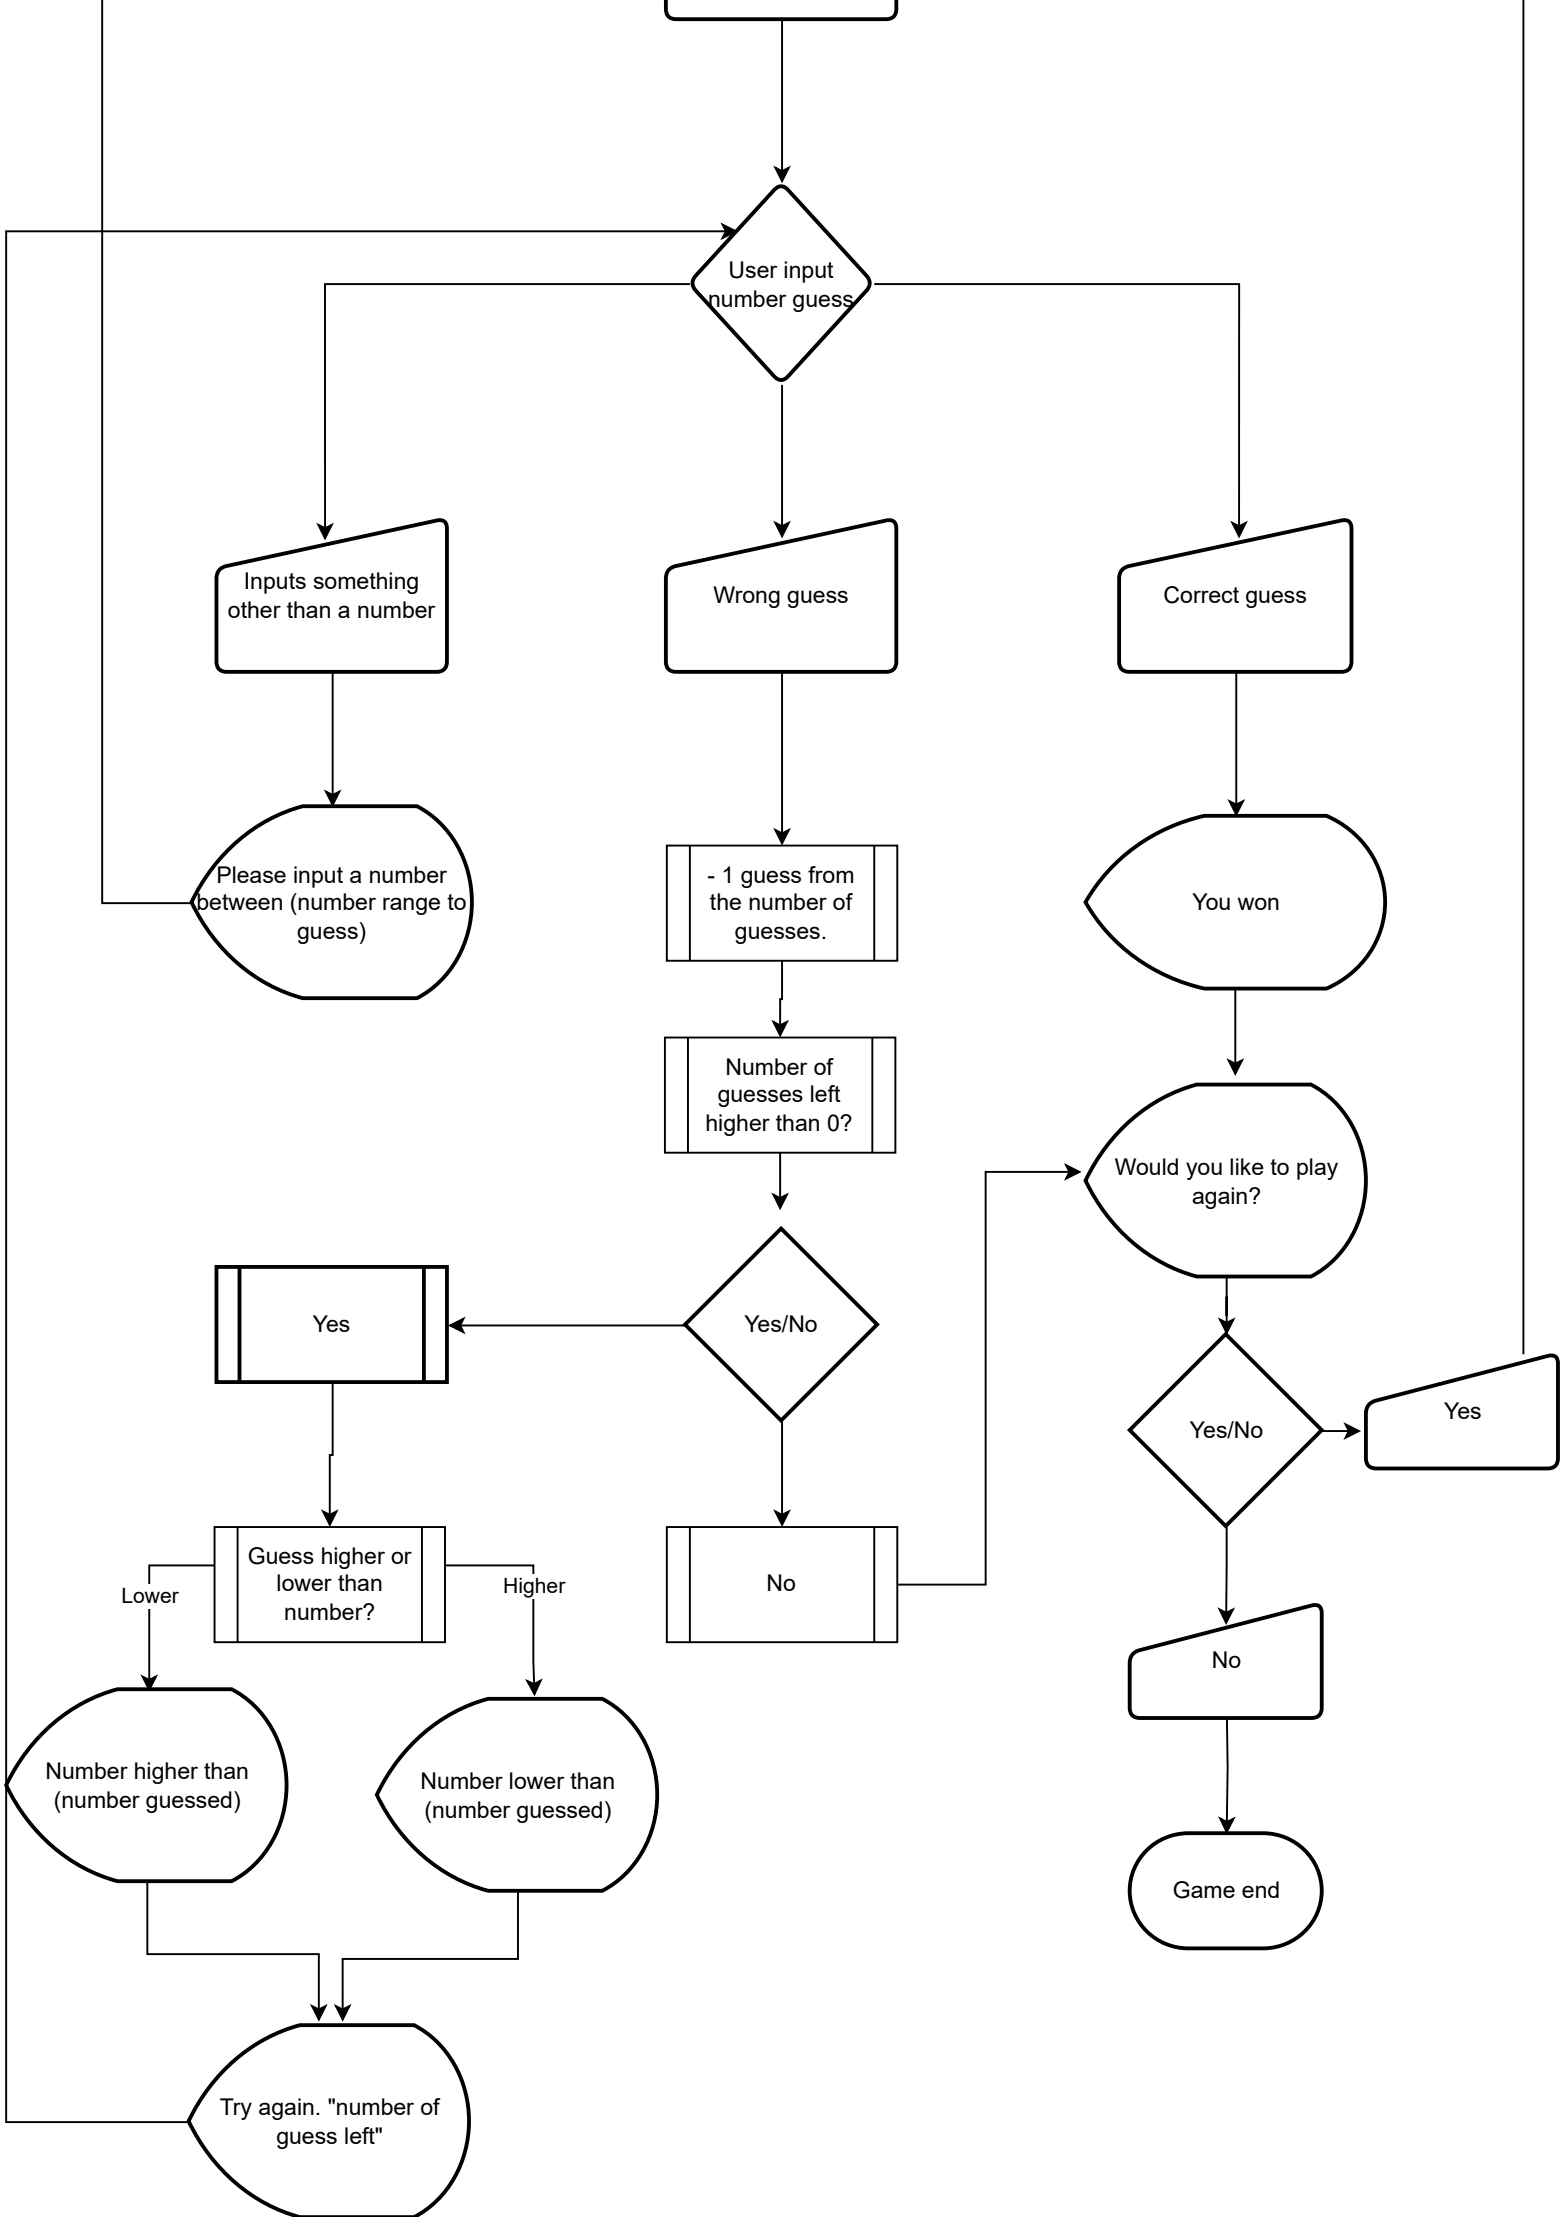 User input
number guess
Inputs something
other than a number
Wrong guess
Correct guess
Please input a number
between (number range to
guess)
- 1 guess from
the number of
guesses.
You won
Number of
guesses left
higher than 0?
Would you like to play
again?
Yes
Yes/No
Yes/No
Yes
Guess higher or
lower than
number?
Lower
Higher
No
No
Number higher than
(number guessed)
Number lower than
(number guessed)
Game end
Try again. "number of
guess left"